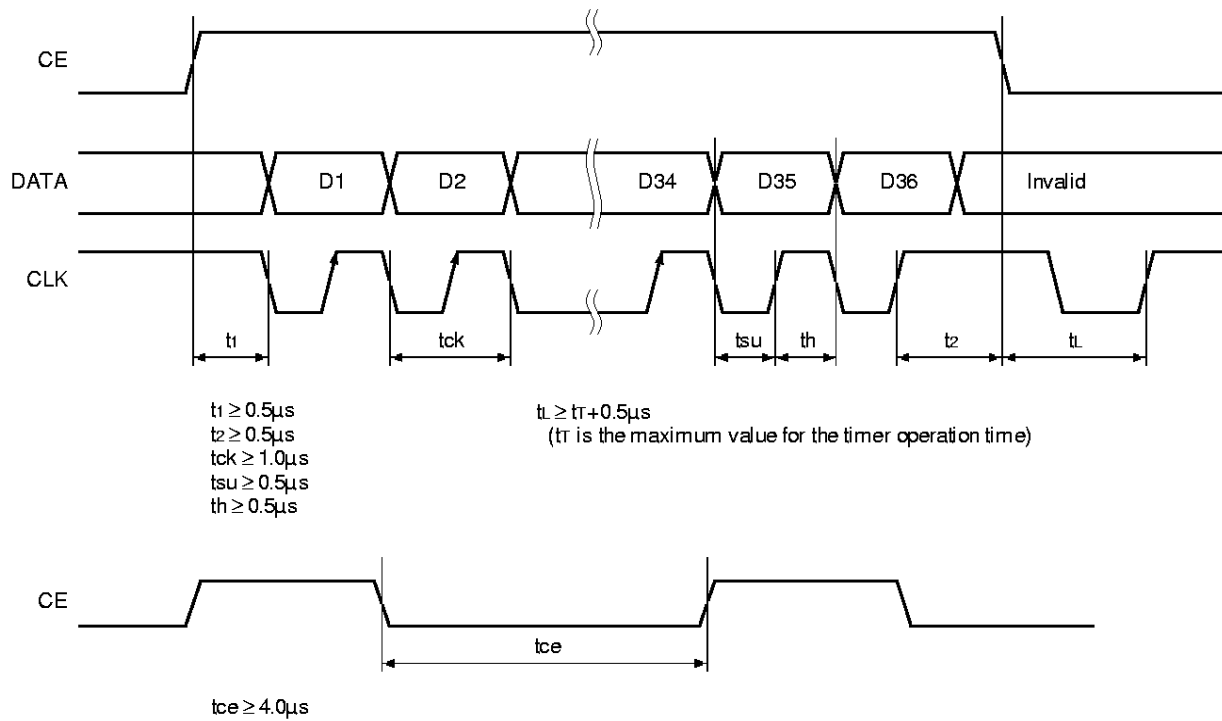 CE
DATA D1 D2 D34 D35 D36 Invalid
CLK
t1 tck tsu th t2 tL
t1 ≥ 0.5μs
t2 ≥ 0.5μs
tck ≥ 1.0μs
tsu ≥ 0.5μs
th ≥ 0.5μs
tL ≥ tT+0.5μs
(tT is the maximum value for the timer operation time)
CE
tce
tce ≥ 4.0μs